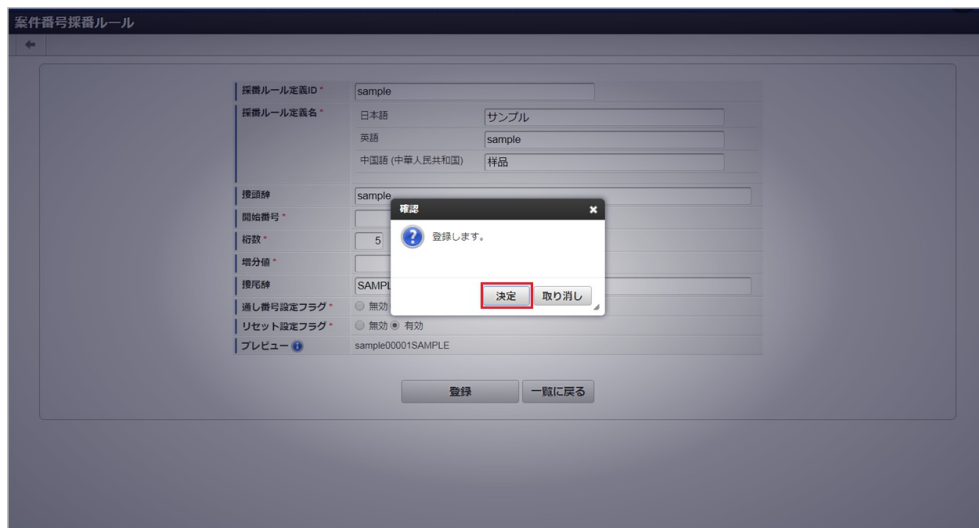 案件番号採番ルール
採番ルール定義ID *
sample
採番ルール定義名 *
日本語
サンプル
英語
sample
中国語 (中華人民共和国)
样品
接頭辞
sample
開始番号 *
桁数 *
5
増分値 *
接尾辞
SAMPL
通し番号設定フラグ *
無効
リセット設定フラグ *
無効 有効
プレビュー
sample00001SAMPLE
確認
登録します。
決定 取り消し
登録 一覧に戻る